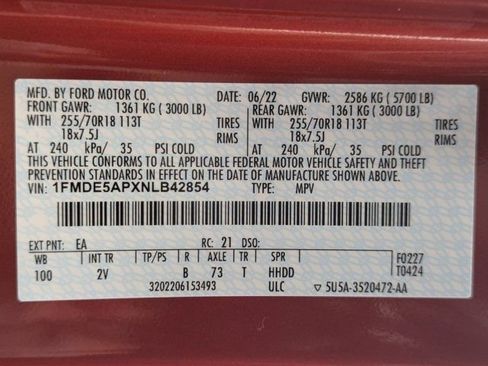 MFD. BY FORD MOTOR CO. DATE: 06/22 GVWR: 2586 KG ( 5700 LB)
FRONT GAWR: 1361 KG ( 3000 LB) REAR GAWR: 1361 KG ( 3000 LB)
WITH 255/70R18 113T TIRES WITH 255/70R18 113T TIRES
18x7.5J RIMS 18x7.5J RIMS
AT 240 kPa/ 35 PSI COLD AT 240 kPa/ 35 PSI COLD
THIS VEHICLE CONFORMS TO ALL APPLICABLE FEDERAL MOTOR VEHICLE SAFETY AND THEFT PREVENTION
STANDARDS IN EFFECT ON THE DATE OF MANUFACTURE SHOWN ABOVE.
VIN: 1FMDE5APXNLB42854 TYPE: MPV
EXT PNT: EA RC: 21 DSO:
WB INT TR TP/PS R AXLE TR SPR F0227
100 2V B 73 T HHDD T0424
3202206153493 ULC ▽ 5U5A-3520472-AA